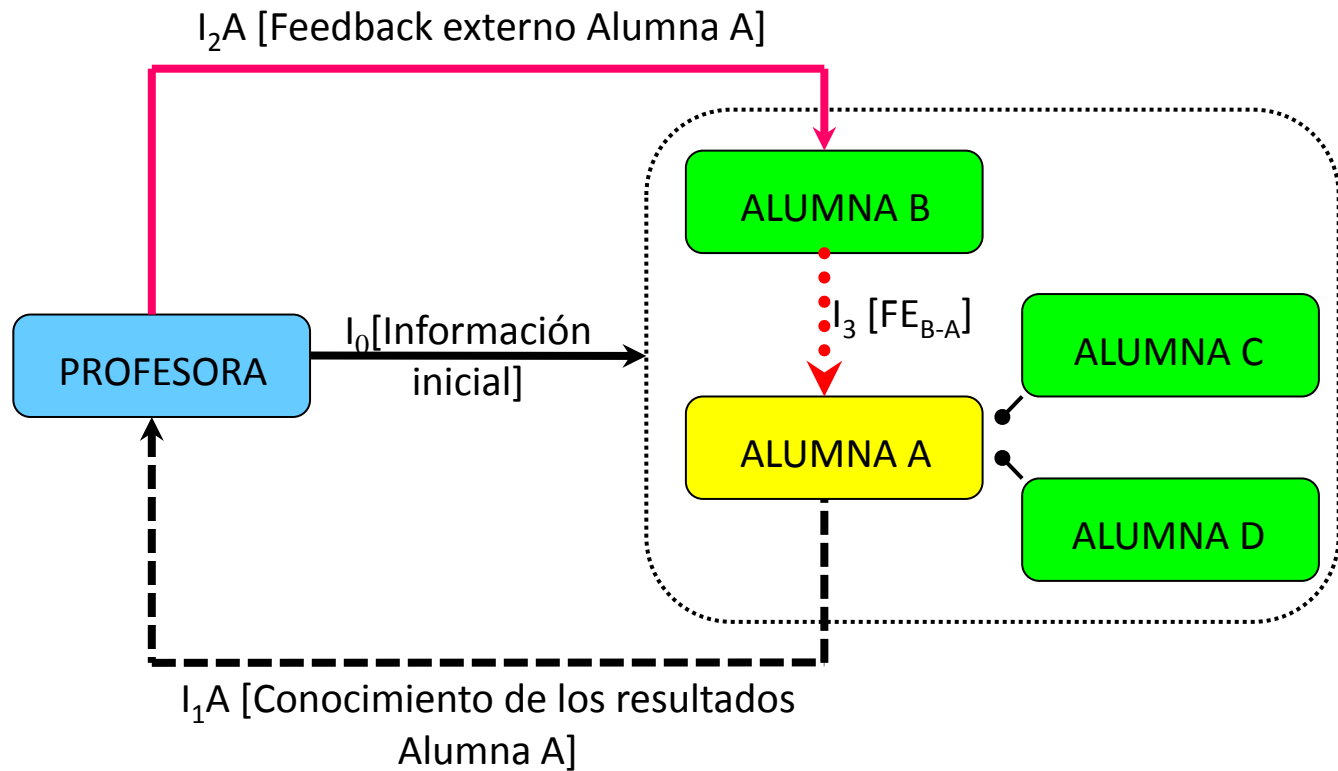 I₂A [Feedback externo Alumna A]
ALUMNA B
I₃ [FE_B-A]
I₀[Información
inicial]
PROFESORA
ALUMNA C
ALUMNA A
ALUMNA D
I₁A [Conocimiento de los resultados
Alumna A]